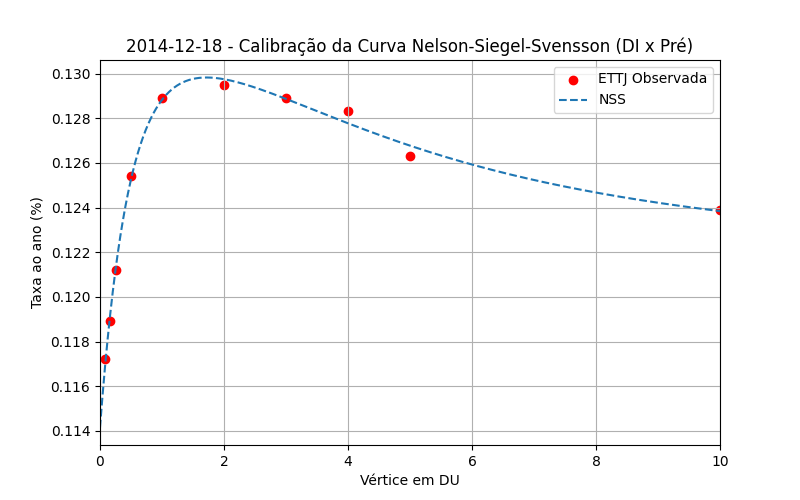 2014-12-18 - Calibração da Curva Nelson-Siegel-Svensson (DI x Pré)
ETTJ Observada
NSS
Taxa ao ano (%)
0.130
0.128
0.126
0.124
0.122
0.120
0.118
0.116
0.114
0 2 4 6 8 10
Vértice em DU